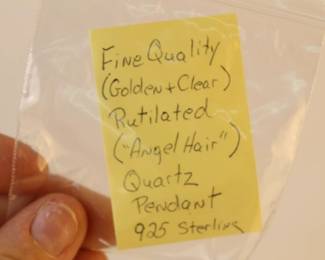 Fine Quality
(Golden + Clear)
Rutilated
("Angel Hair")
Quartz
Pendant
925 Sterling